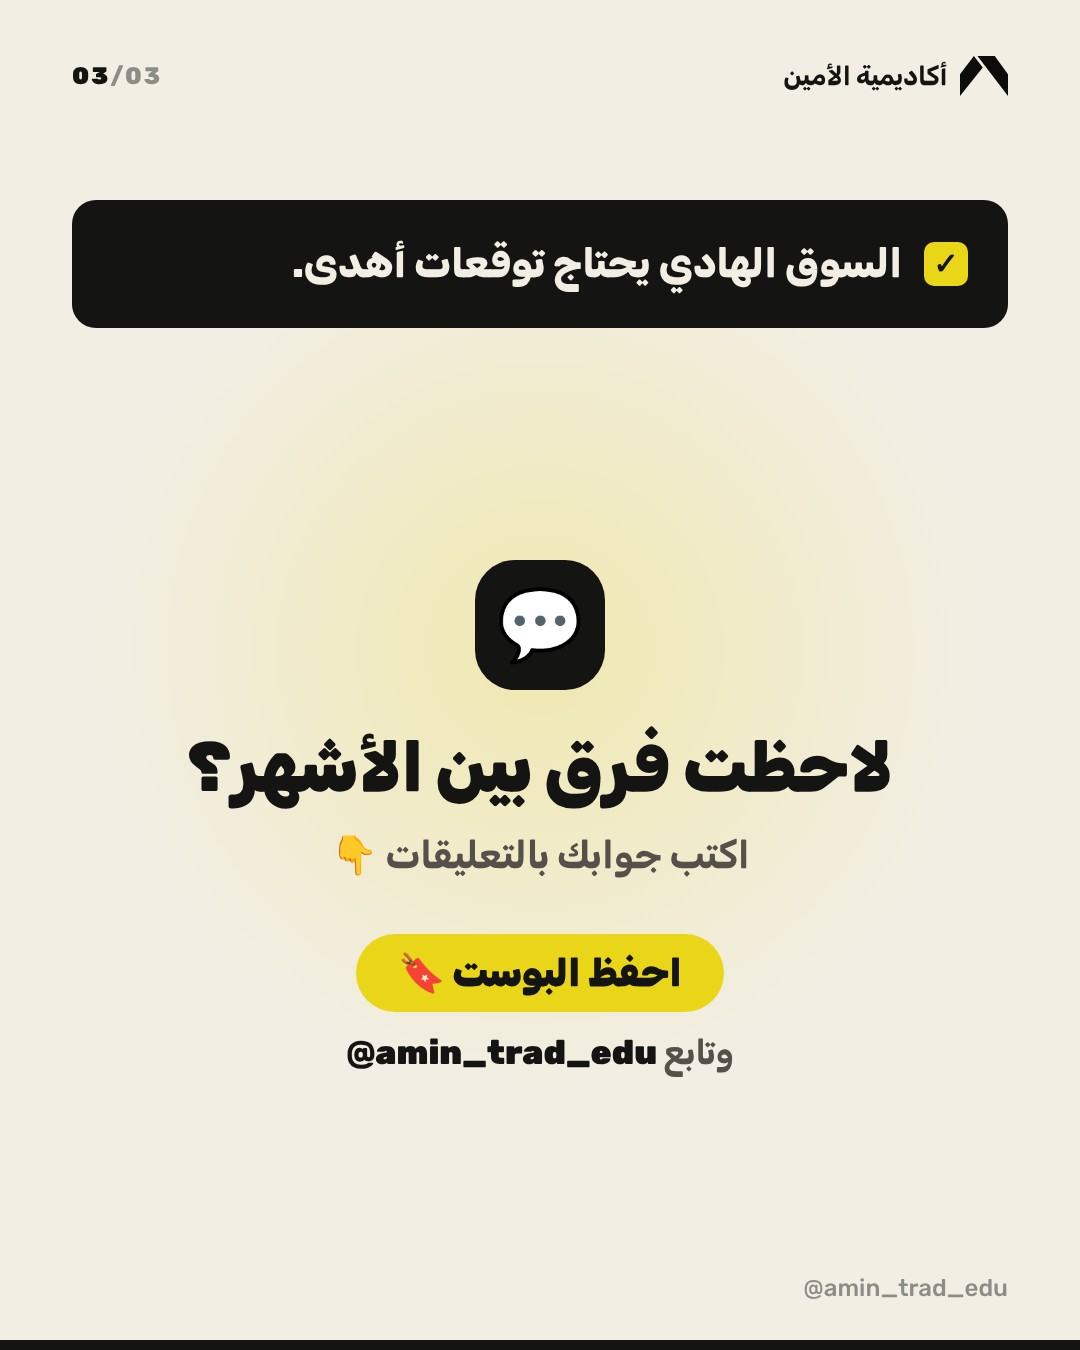 أكاديمية الأمين
03/03
السوق الهادي يحتاج توقعات أهدى.
لاحظت فرق بين الأشهر؟
اكتب جوابك بالتعليقات 👇
احفظ البوست 🔖
وتابع @amin_trad_edu
@amin_trad_edu